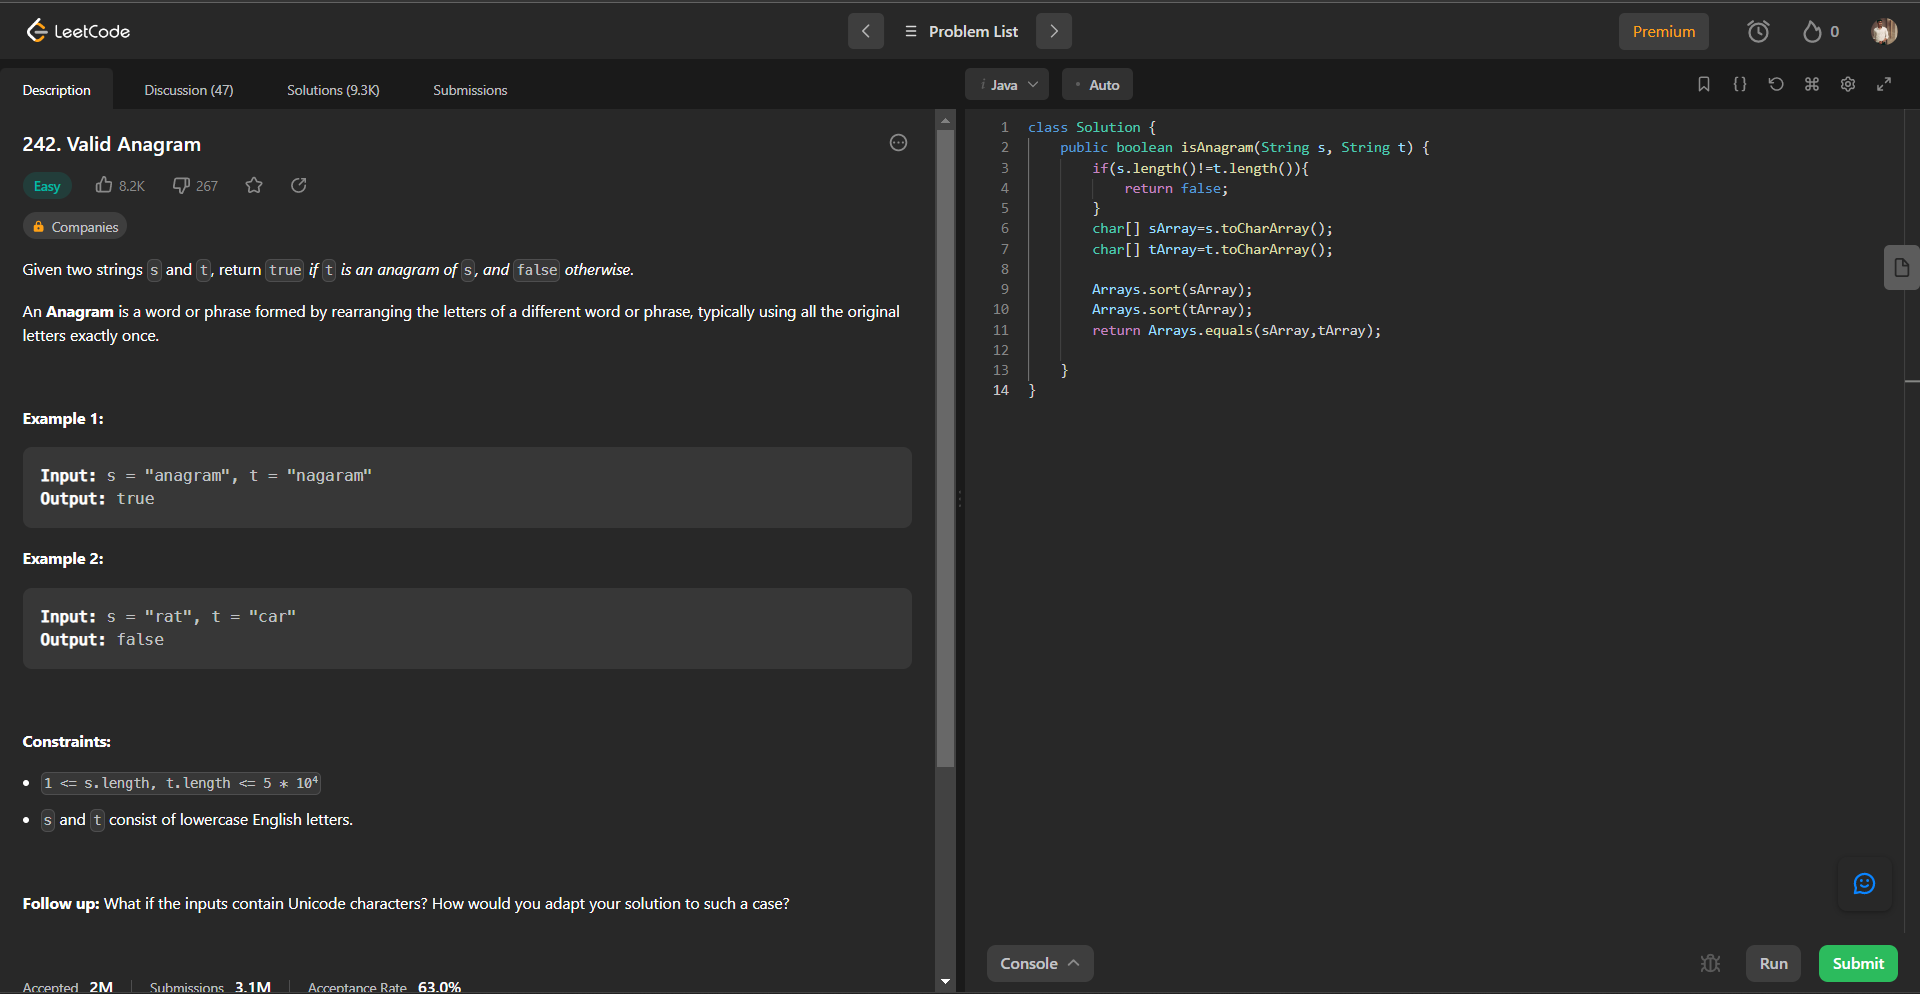 LeetCode
Problem List
Premium
0
Description
Discussion (47)
Solutions (9.3K)
Submissions
i Java
Auto
242. Valid Anagram
Easy
8.2K
267
Companies
Given two strings s and t, return true if t is an anagram of s, and false otherwise.
An Anagram is a word or phrase formed by rearranging the letters of a different word or phrase, typically using all the original
letters exactly once.
Example 1:
Input: s = "anagram", t = "nagaram"
Output: true
Example 2:
Input: s = "rat", t = "car"
Output: false
Constraints:
1 <= s.length, t.length <= 5 * 10⁴
s and t consist of lowercase English letters.
Follow up: What if the inputs contain Unicode characters? How would you adapt your solution to such a case?
Accepted 2M
Submissions 3.1M
Acceptance Rate 63.0%
1 class Solution {
2 public boolean isAnagram(String s, String t) {
3 if(s.length()!=t.length()){
4 return false;
5 }
6 char[] sArray=s.toCharArray();
7 char[] tArray=t.toCharArray();
8
9 Arrays.sort(sArray);
10 Arrays.sort(tArray);
11 return Arrays.equals(sArray,tArray);
12
13 }
14 }
Console
Run
Submit